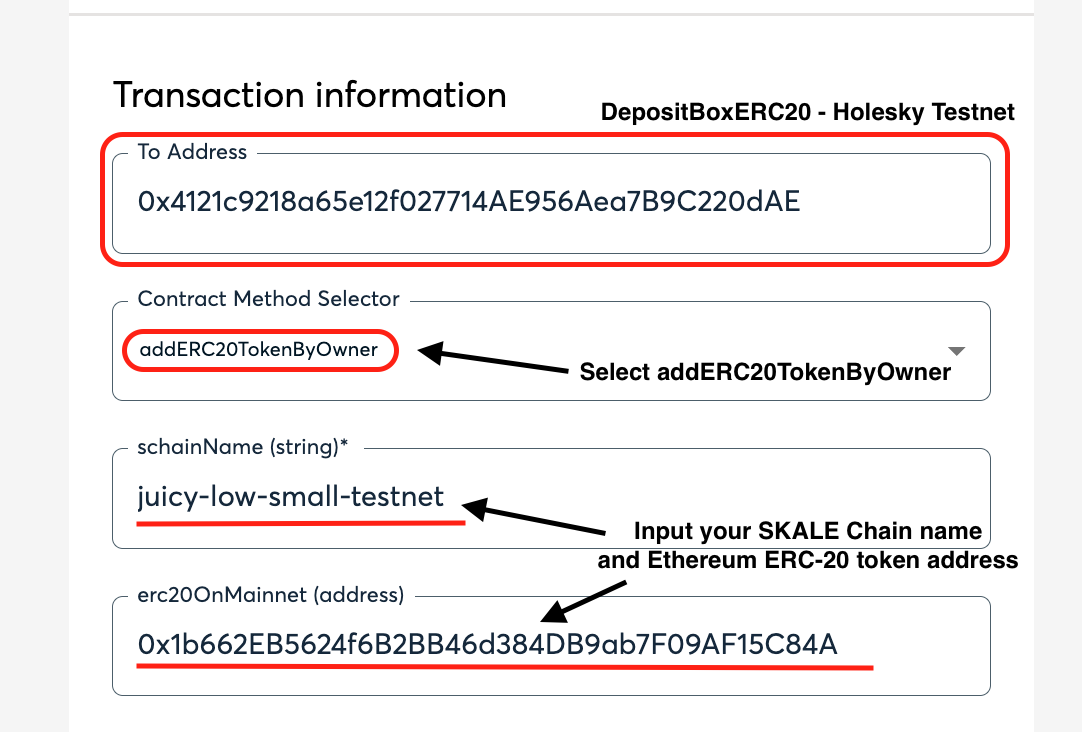 Transaction information
DepositBoxERC20 - Holesky Testnet
To Address
0x4121c9218a65e12f027714AE956Aea7B9C220dAE
Contract Method Selector
addERC20TokenByOwner
Select addERC20TokenByOwner
schainName (string)*
juicy-low-small-testnet
Input your SKALE Chain name
and Ethereum ERC-20 token address
erc20OnMainnet (address)
0x1b662EB5624f6B2BB46d384DB9ab7F09AF15C84A